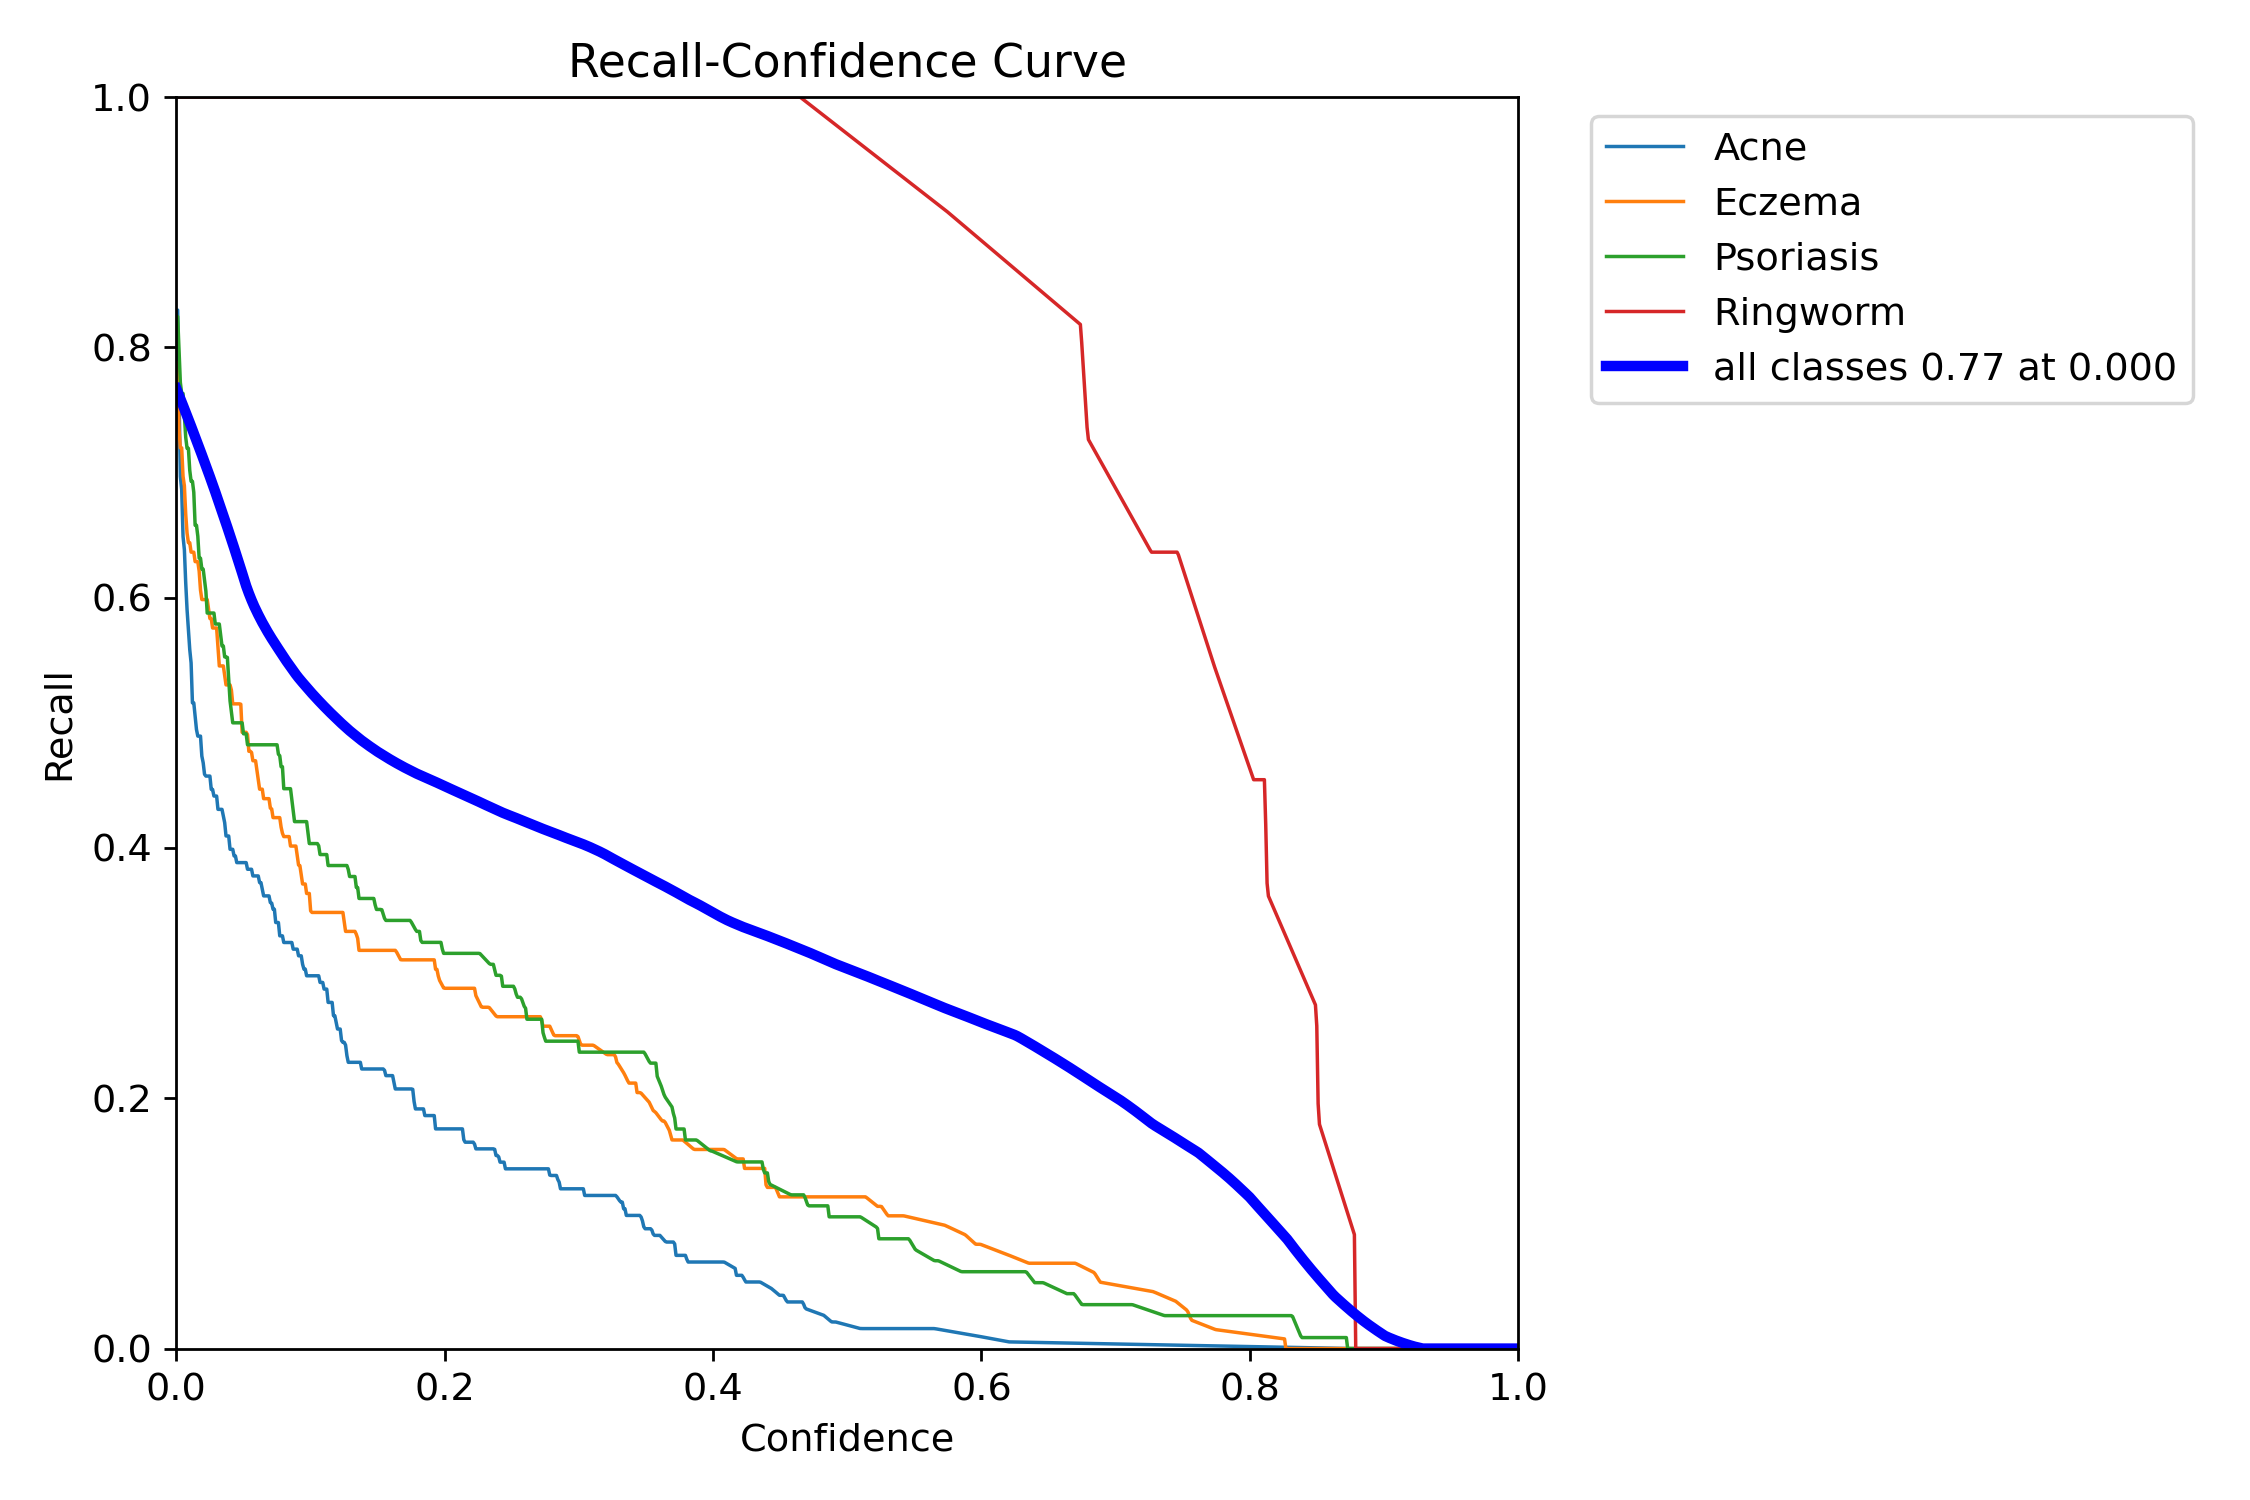 Recall-Confidence Curve
1.0
0.8
0.6
0.4
0.2
0.0
Recall
0.0 0.2 0.4 0.6 0.8 1.0
Confidence
Acne
Eczema
Psoriasis
Ringworm
all classes 0.77 at 0.000